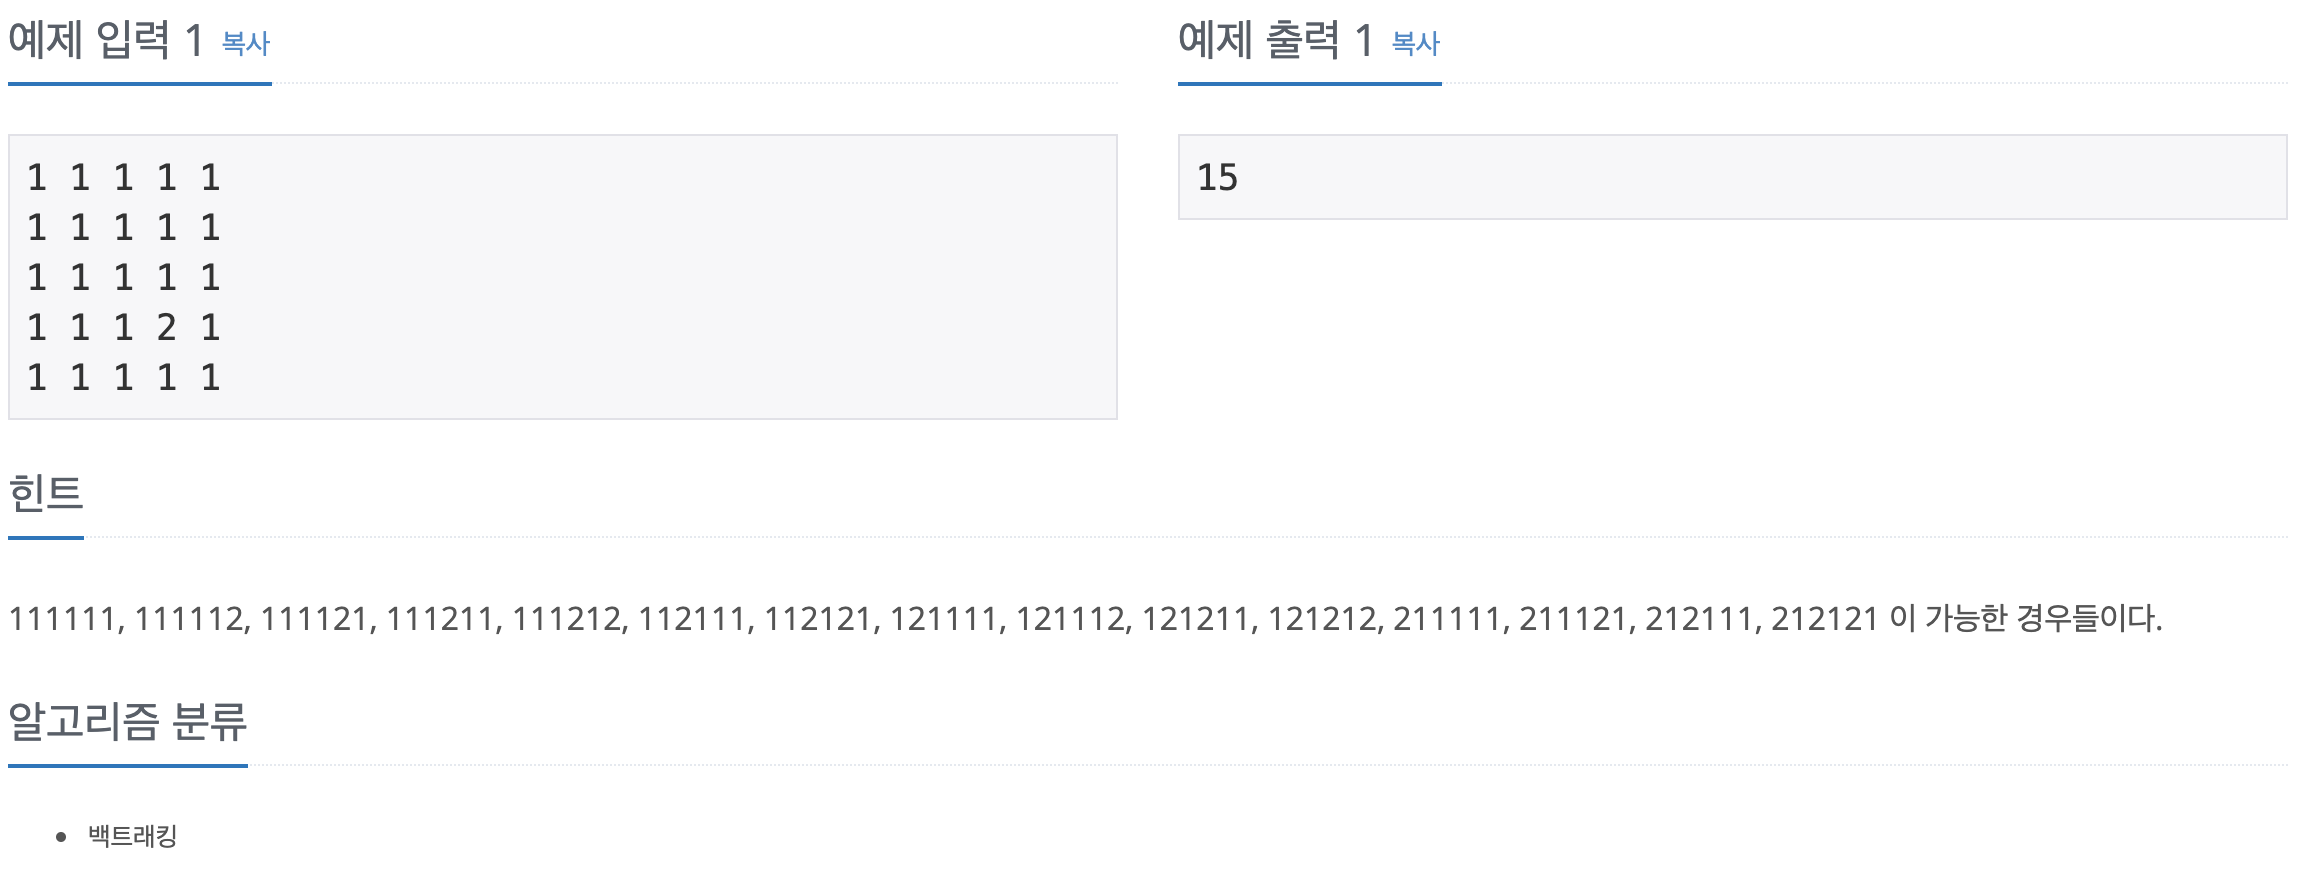 예제 입력 1 복사
1 1 1 1 1
1 1 1 1 1
1 1 1 1 1
1 1 1 2 1
1 1 1 1 1
예제 출력 1 복사
15
힌트
111111, 111112, 111121, 111211, 111212, 112111, 112121, 121111, 121112, 121211, 121212, 211111, 211121, 212111, 212121 이 가능한 경우들이다.
알고리즘 분류
• 백트래킹